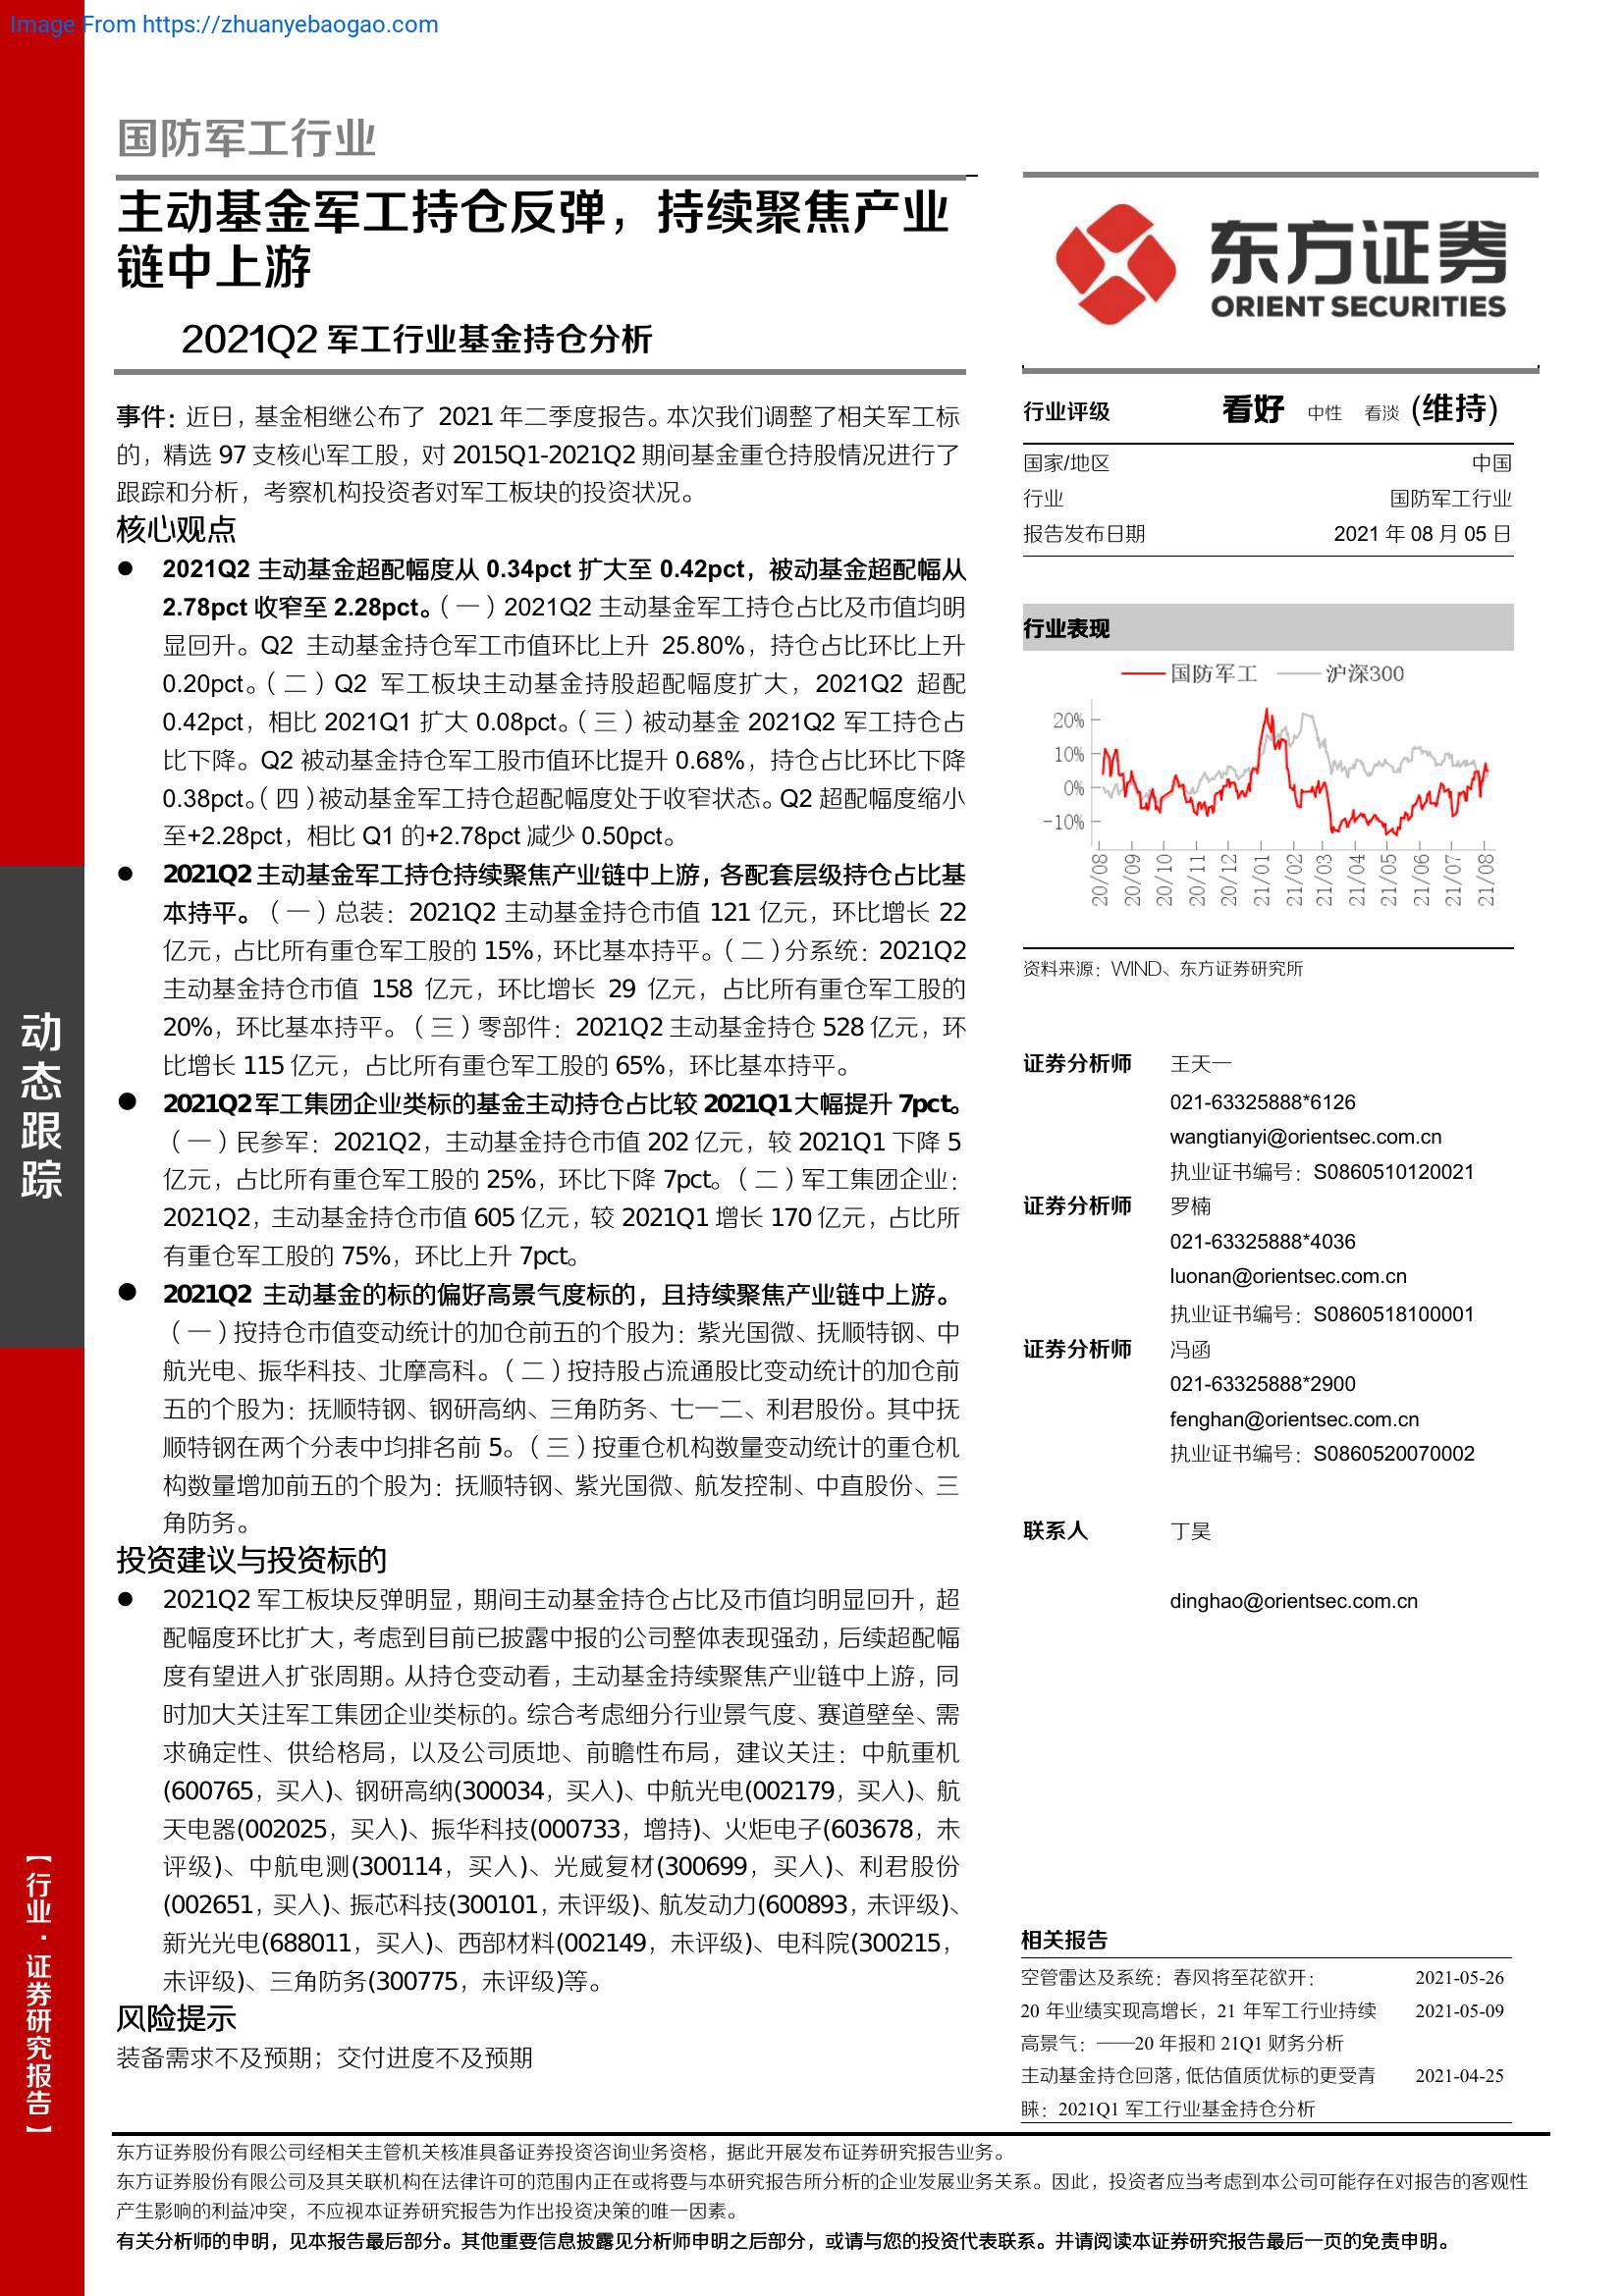 Image From https://zhuanyebaogao.com
国防军工行业
主动基金军工持仓反弹，持续聚焦产业
链中上游
2021Q2 军工行业基金持仓分析
事件：近日，基金相继公布了 2021 年二季度报告。本次我们调整了相关军工标
的，精选 97 支核心军工股，对 2015Q1-2021Q2 期间基金重仓持股情况进行了
跟踪和分析，考察机构投资者对军工板块的投资状况。
核心观点
● 2021Q2 主动基金超配幅度从 0.34pct 扩大至 0.42pct，被动基金超配幅从
2.78pct 收窄至 2.28pct。（一）2021Q2 主动基金军工持仓占比及市值均明
显回升。Q2 主动基金持仓军工市值环比上升 25.80%，持仓占比环比上升
0.20pct。（二）Q2 军工板块主动基金持股超配幅度扩大，2021Q2 超配
0.42pct，相比 2021Q1 扩大 0.08pct。（三）被动基金 2021Q2 军工持仓占
比下降。Q2 被动基金持仓军工股市值环比提升 0.68%，持仓占比环比下降
0.38pct。（四）被动基金军工持仓超配幅度处于收窄状态。Q2 超配幅度缩小
至+2.28pct，相比 Q1 的+2.78pct 减少 0.50pct。
● 2021Q2 主动基金军工持仓持续聚焦产业链中上游，各配套层级持仓占比基
本持平。（一）总装：2021Q2 主动基金持仓市值 121 亿元，环比增长 22
亿元，占比所有重仓军工股的 15%，环比基本持平。（二）分系统：2021Q2
主动基金持仓市值 158 亿元，环比增长 29 亿元，占比所有重仓军工股的
20%，环比基本持平。（三）零部件：2021Q2 主动基金持仓 528 亿元，环
比增长 115 亿元，占比所有重仓军工股的 65%，环比基本持平。
● 2021Q2 军工集团企业类标的基金主动持仓占比较 2021Q1 大幅提升 7pct。
（一）民参军：2021Q2，主动基金持仓市值 202 亿元，较 2021Q1 下降 5
亿元，占比所有重仓军工股的 25%，环比下降 7pct。（二）军工集团企业：
2021Q2，主动基金持仓市值 605 亿元，较 2021Q1 增长 170 亿元，占比所
有重仓军工股的 75%，环比上升 7pct。
● 2021Q2 主动基金的标的偏好高景气度标的，且持续聚焦产业链中上游。
（一）按持仓市值变动统计的加仓前五的个股为：紫光国微、抚顺特钢、中
航光电、振华科技、北摩高科。（二）按持股占流通股比变动统计的加仓前
五的个股为：抚顺特钢、钢研高纳、三角防务、七一二、利君股份。其中抚
顺特钢在两个分表中均排名前 5。（三）按重仓机构数量变动统计的重仓机
构数量增加前五的个股为：抚顺特钢、紫光国微、航发控制、中直股份、三
角防务。
投资建议与投资标的
● 2021Q2 军工板块反弹明显，期间主动基金持仓占比及市值均明显回升，超
配幅度环比扩大，考虑到目前已披露中报的公司整体表现强劲，后续超配幅
度有望进入扩张周期。从持仓变动看，主动基金持续聚焦产业链中上游，同
时加大关注军工集团企业类标的。综合考虑细分行业景气度、赛道壁垒、需
求确定性、供给格局，以及公司质地、前瞻性布局，建议关注：中航重机
(600765，买入)、钢研高纳(300034，买入)、中航光电(002179，买入)、航
天电器(002025，买入)、振华科技(000733，增持)、火炬电子(603678，未
评级)、中航电测(300114，买入)、光威复材(300699，买入)、利君股份
(002651，买入)、振芯科技(300101，未评级)、航发动力(600893，未评级)、
新光光电(688011，买入)、西部材料(002149，未评级)、电科院(300215，
未评级)、三角防务(300775，未评级)等。
风险提示
装备需求不及预期；交付进度不及预期
东方证券
ORIENT SECURITIES
行业评级 看好 中性 看淡 (维持)
国家/地区 中国
行业 国防军工行业
报告发布日期 2021 年 08 月 05 日
行业表现
国防军工 沪深300
20%
10%
0%
-10%
20/08 20/09 20/10 20/11 20/12 21/01 21/02 21/03 21/04 21/05 21/06 21/07 21/08
资料来源：WIND、东方证券研究所
证券分析师 王天一
021-63325888*6126
wangtianyi@orientsec.com.cn
执业证书编号：S0860510120021
证券分析师 罗楠
021-63325888*4036
luonan@orientsec.com.cn
执业证书编号：S0860518100001
证券分析师 冯函
021-63325888*2900
fenghan@orientsec.com.cn
执业证书编号：S0860520070002
联系人 丁昊
dinghao@orientsec.com.cn
相关报告
空管雷达及系统：春风将至花欲开： 2021-05-26
20 年业绩实现高增长，21 年军工行业持续 2021-05-09
高景气：——20 年报和 21Q1 财务分析
主动基金持仓回落，低估值质优标的更受青 2021-04-25
睐：2021Q1 军工行业基金持仓分析
动态跟踪
【行业·证券研究报告】
东方证券股份有限公司经相关主管机关核准具备证券投资咨询业务资格，据此开展发布证券研究报告业务。
东方证券股份有限公司及其关联机构在法律许可的范围内正在或将要与本研究报告所分析的企业发展业务关系。因此，投资者应当考虑到本公司可能存在对报告的客观性
产生影响的利益冲突，不应视本证券研究报告为作出投资决策的唯一因素。
有关分析师的申明，见本报告最后部分。其他重要信息披露见分析师申明之后部分，或请与您的投资代表联系。并请阅读本证券研究报告最后一页的免责申明。